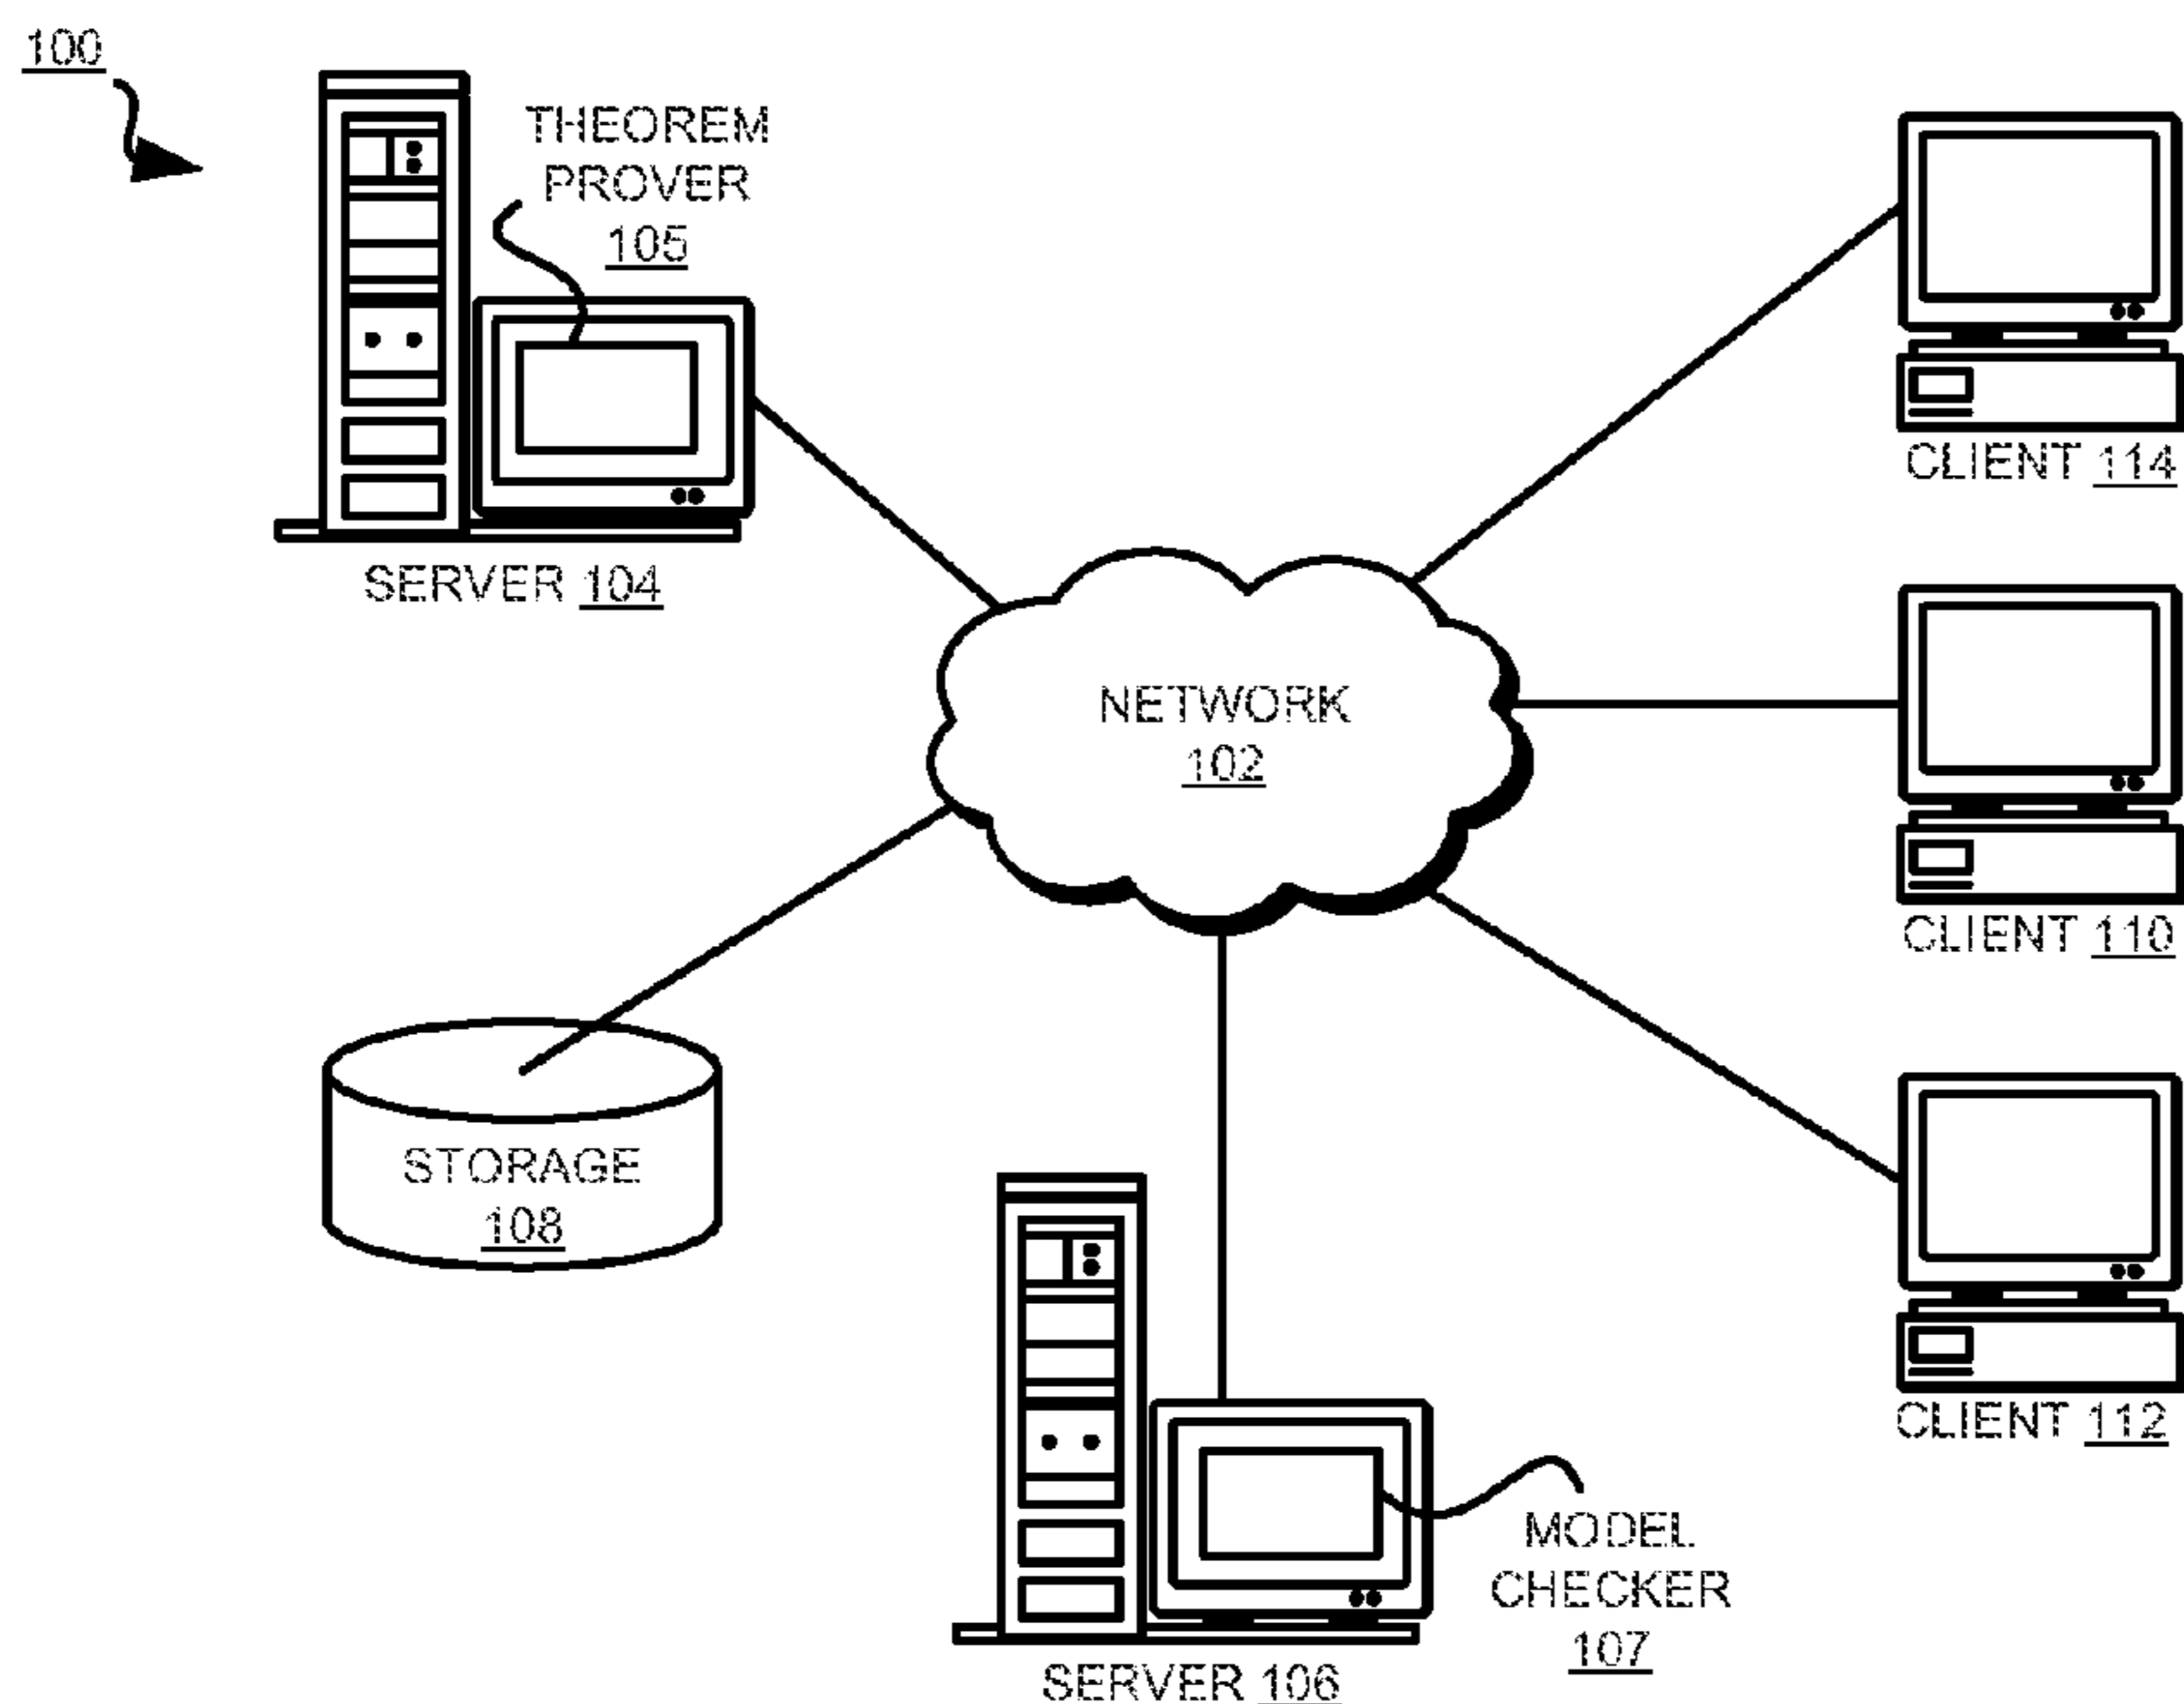 100
THEOREM
PROVER
105
SERVER 104
CLIENT 114
NETWORK
102
CLIENT 110
STORAGE
108
CLIENT 112
MODEL
CHECKER
107
SERVER 106